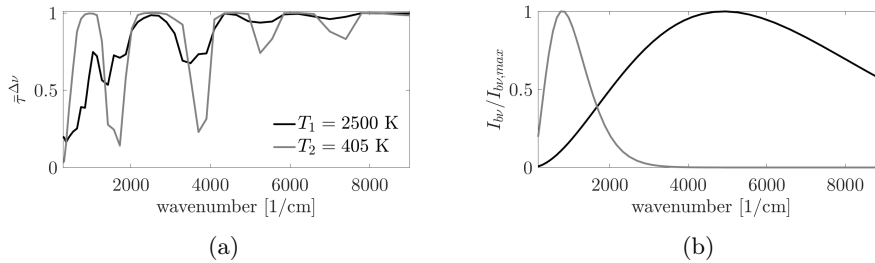 1
0.5
0
τ̄^Δν
T₁ = 2500 K
T₂ = 405 K
2000 4000 6000 8000
wavenumber [1/cm]
(a)
1
0.5
0
I_bν/I_bν,max
2000 4000 6000 8000
wavenumber [1/cm]
(b)